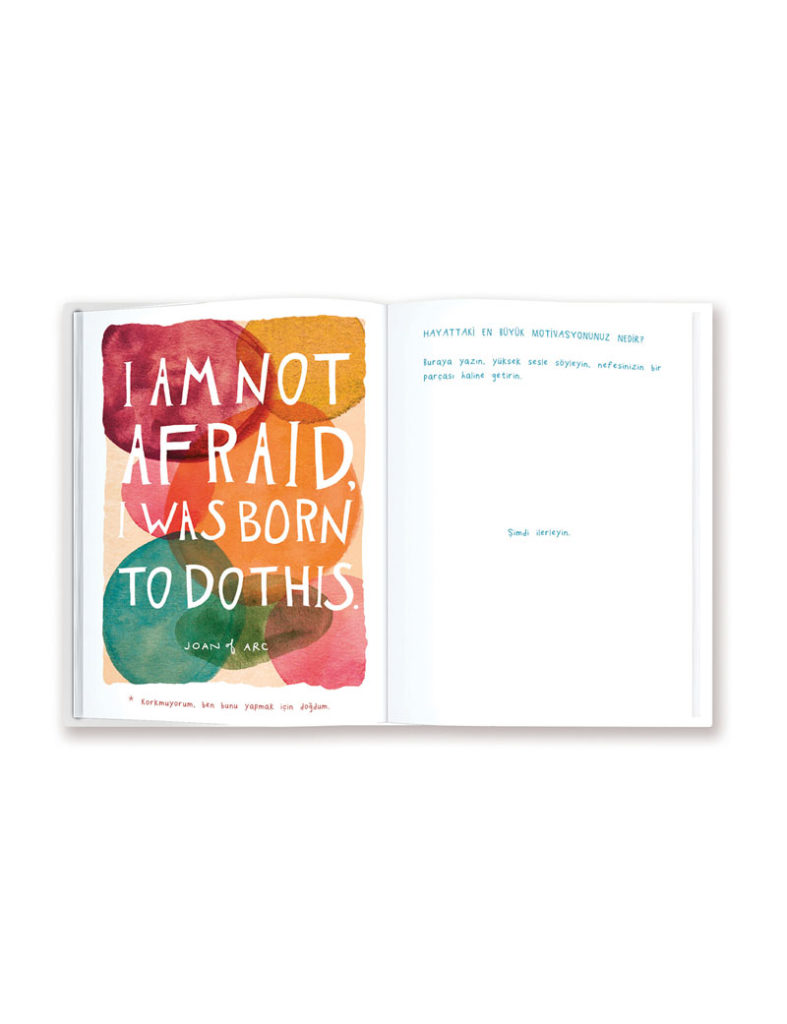 I AM NOT
AFRAID,
I WAS BORN
TO DO THIS.
JOAN of ARC
* Korkmuyorum, ben bunu yapmak için doğdum.
HAYATTAKİ EN BÜYÜK MOTİVASYONUNUZ NEDİR?
Buraya yazın, yüksek sesle söyleyin, nefesinizin bir
parçası haline getirin.
Şimdi ilerleyin.